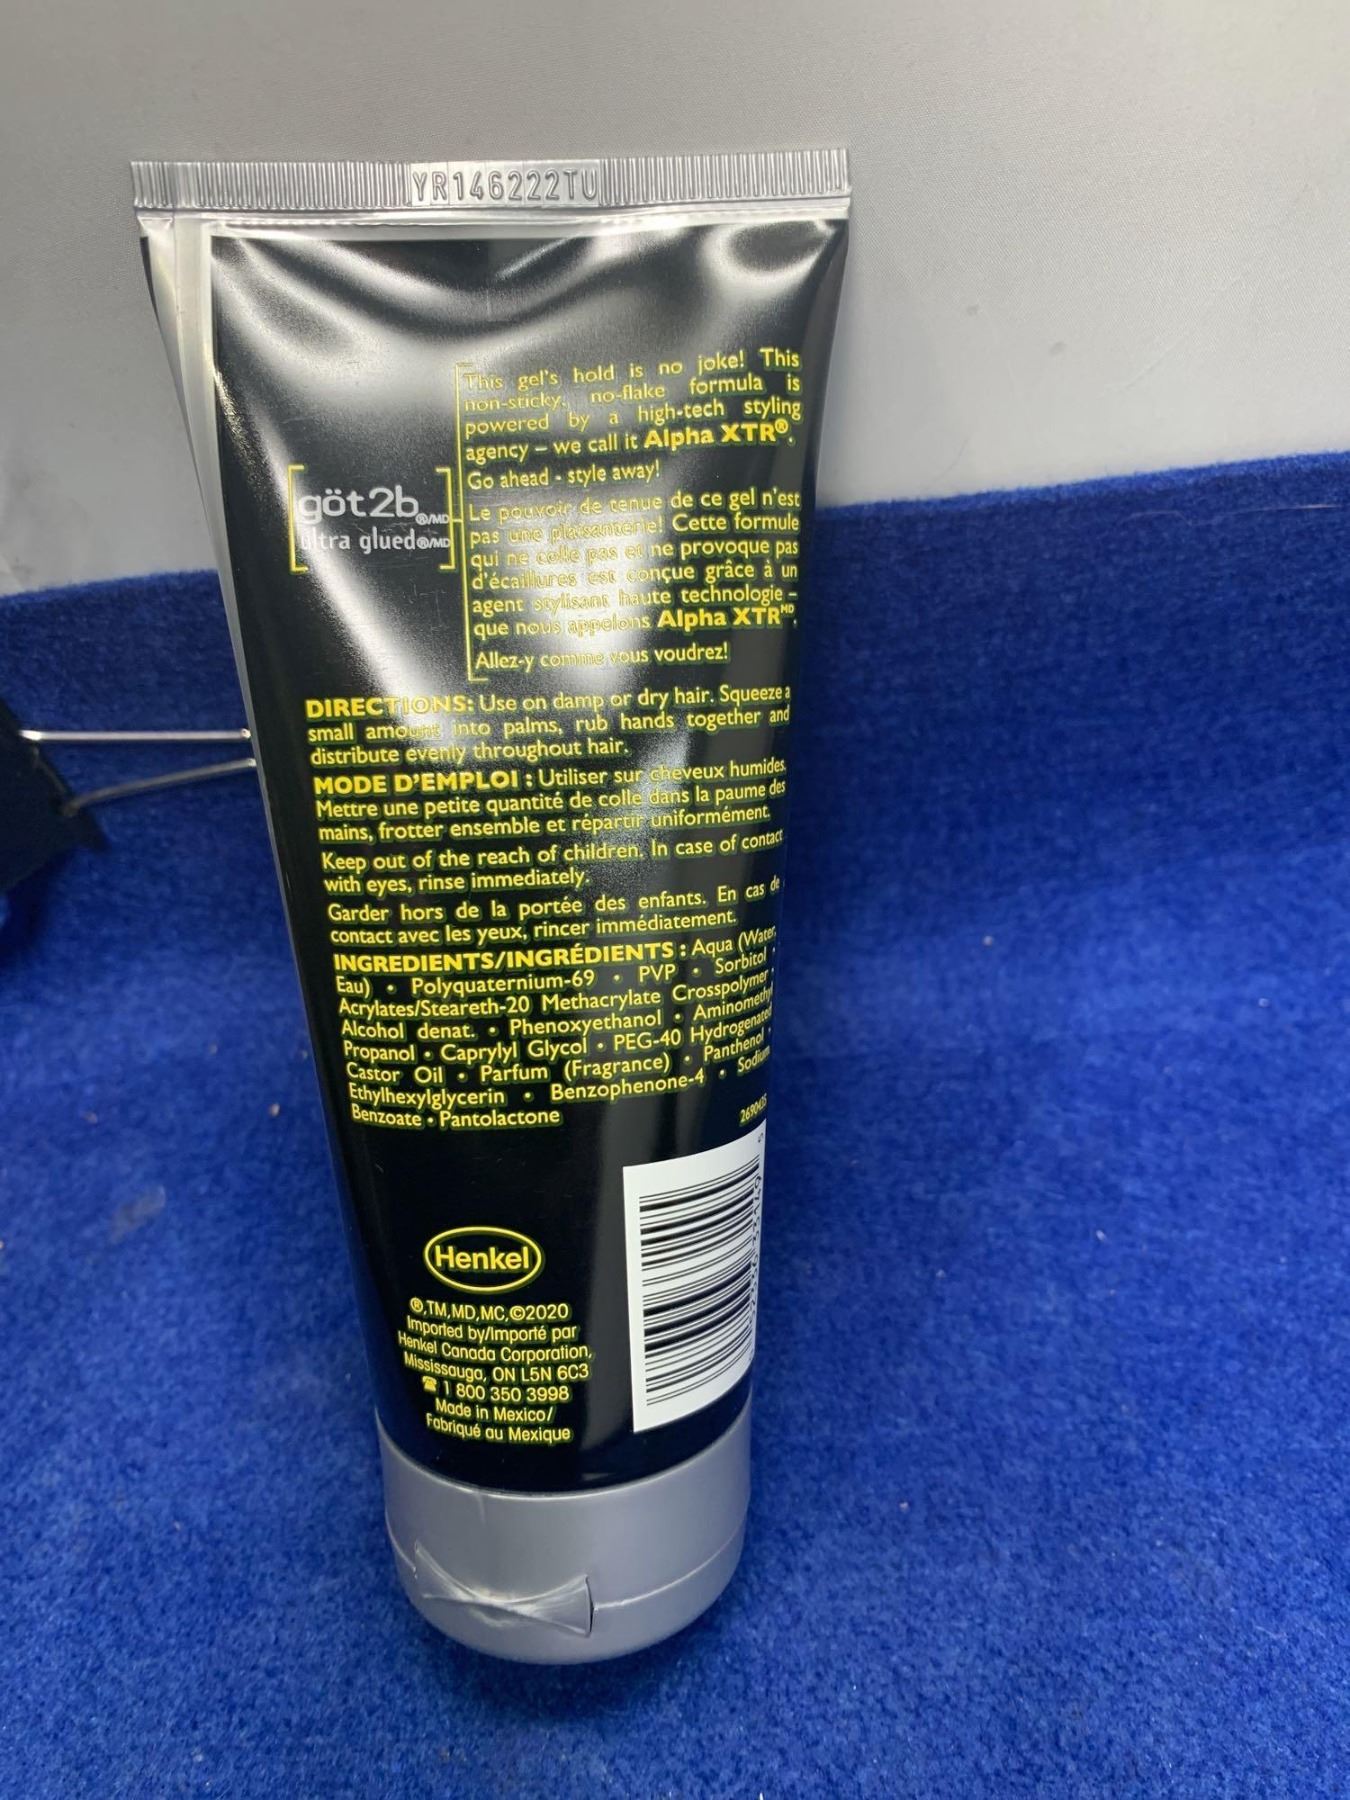 YR146222TU
This gel's hold is no joke! This
non-sticky, no-flake formula is
powered by a high-tech styling
agency – we call it Alpha XTR®.
Go ahead - style away!
göt2b®/MD
ultra glued®/MD
Le pouvoir de tenue de ce gel n'est
pas une plaisanterie! Cette formule
qui ne colle pas et ne provoque pas
d'écaillures est conçue grâce à un
agent stylisant haute technologie –
que nous appelons Alpha XTRMD.
Allez-y comme vous voudrez!
DIRECTIONS: Use on damp or dry hair. Squeeze a
small amount into palms, rub hands together and
distribute evenly throughout hair.
MODE D'EMPLOI : Utiliser sur cheveux humides.
Mettre une petite quantité de colle dans la paume des
mains, frotter ensemble et répartir uniformément.
Keep out of the reach of children. In case of contact
with eyes, rinse immediately.
Garder hors de la portée des enfants. En cas de
contact avec les yeux, rincer immédiatement.
INGREDIENTS/INGRÉDIENTS : Aqua (Water,
Eau) • Polyquaternium-69 • PVP • Sorbitol •
Acrylates/Steareth-20 Methacrylate Crosspolymer •
Alcohol denat. • Phenoxyethanol • Aminomethyl
Propanol • Caprylyl Glycol • PEG-40 Hydrogenated
Castor Oil • Parfum (Fragrance) • Panthenol •
Ethylhexylglycerin • Benzophenone-4 • Sodium
Benzoate • Pantolactone
2690435
Henkel
®,TM,MD,MC,©2020
Imported by/Importé par
Henkel Canada Corporation,
Mississauga, ON L5N 6C3
☎ 1 800 350 3998
Made in Mexico/
Fabriqué au Mexique